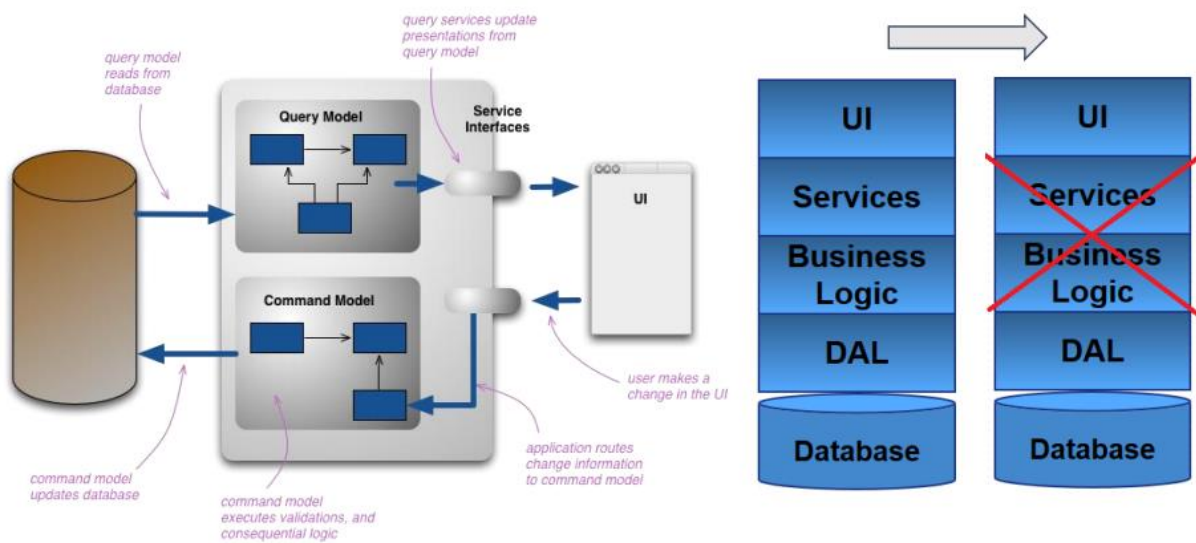 query services update
presentations from
query model
query model
reads from
database
Query Model
Service
Interfaces
UI
Command Model
user makes a
change in the UI
application routes
change information
to command model
command model
updates database
command model
executes validations, and
consequential logic
UI
Services
Business
Logic
DAL
Database
UI
Services
Business
Logic
DAL
Database